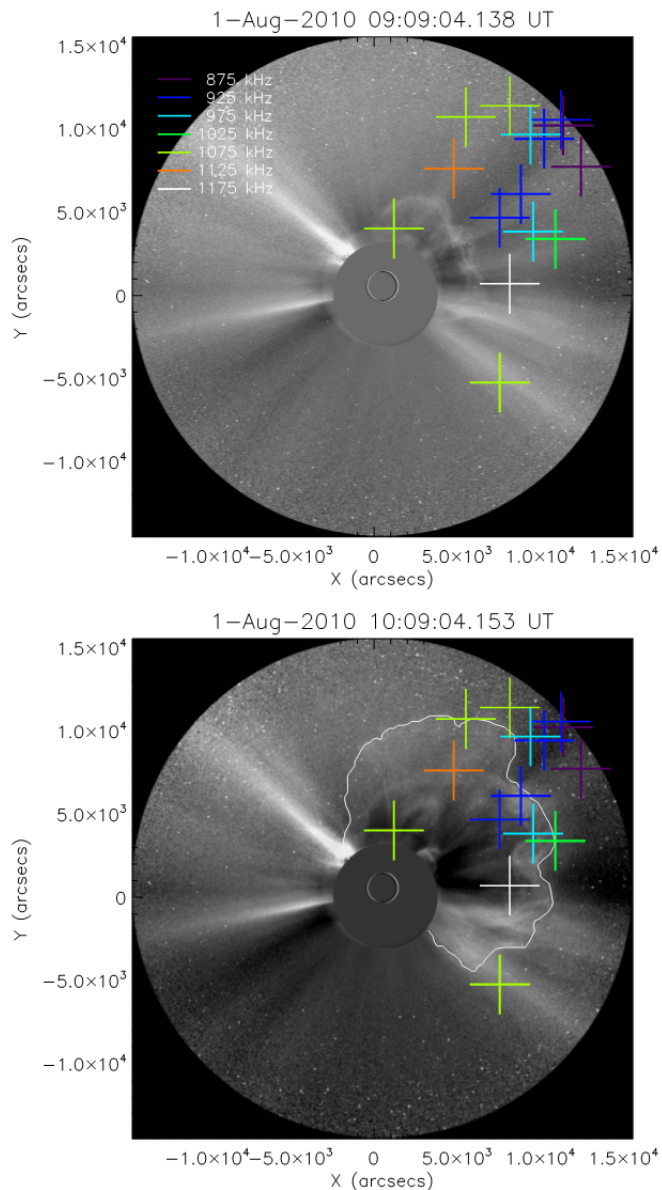 1-Aug-2010 09:09:04.138 UT
1.5×10⁴
875 kHz
925 kHz
975 kHz
1025 kHz
1075 kHz
1125 kHz
1175 kHz
1.0×10⁴
5.0×10³
0
−5.0×10³
−1.0×10⁴
Y (arcsecs)
−1.0×10⁴ −5.0×10³ 0 5.0×10³ 1.0×10⁴ 1.5×10⁴
X (arcsecs)
1-Aug-2010 10:09:04.153 UT
1.5×10⁴
1.0×10⁴
5.0×10³
0
−5.0×10³
−1.0×10⁴
Y (arcsecs)
−1.0×10⁴ −5.0×10³ 0 5.0×10³ 1.0×10⁴ 1.5×10⁴
X (arcsecs)